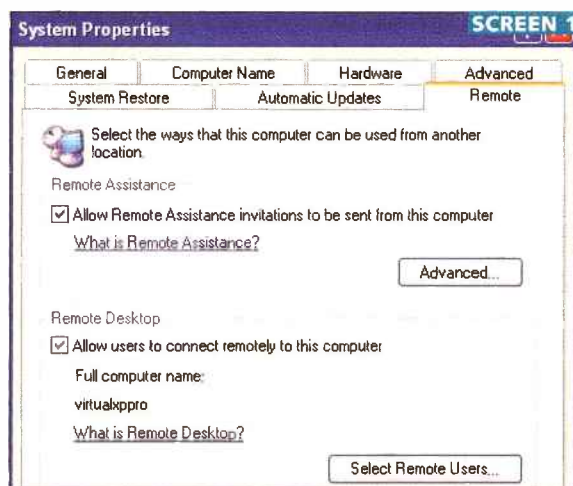 System Properties
SCREEN 1
General Computer Name Hardware Advanced
System Restore Automatic Updates Remote
Select the ways that this computer can be used from another
location.
Remote Assistance
Allow Remote Assistance invitations to be sent from this computer
What is Remote Assistance?
Advanced...
Remote Desktop
Allow users to connect remotely to this computer
Full computer name:
virtualxppro
What is Remote Desktop?
Select Remote Users...